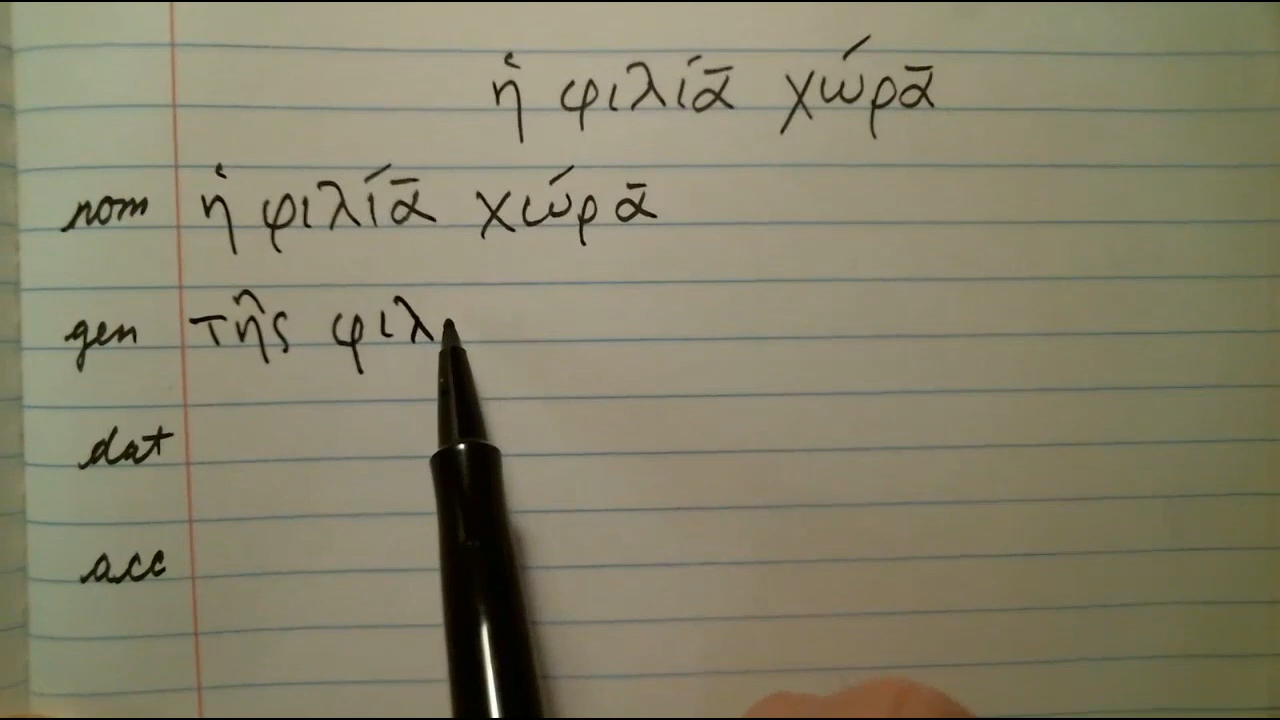 ἡ φιλίᾱ χώρᾱ
nom ἡ φιλίᾱ χώρᾱ
gen τῆς φιλ
dat
acc